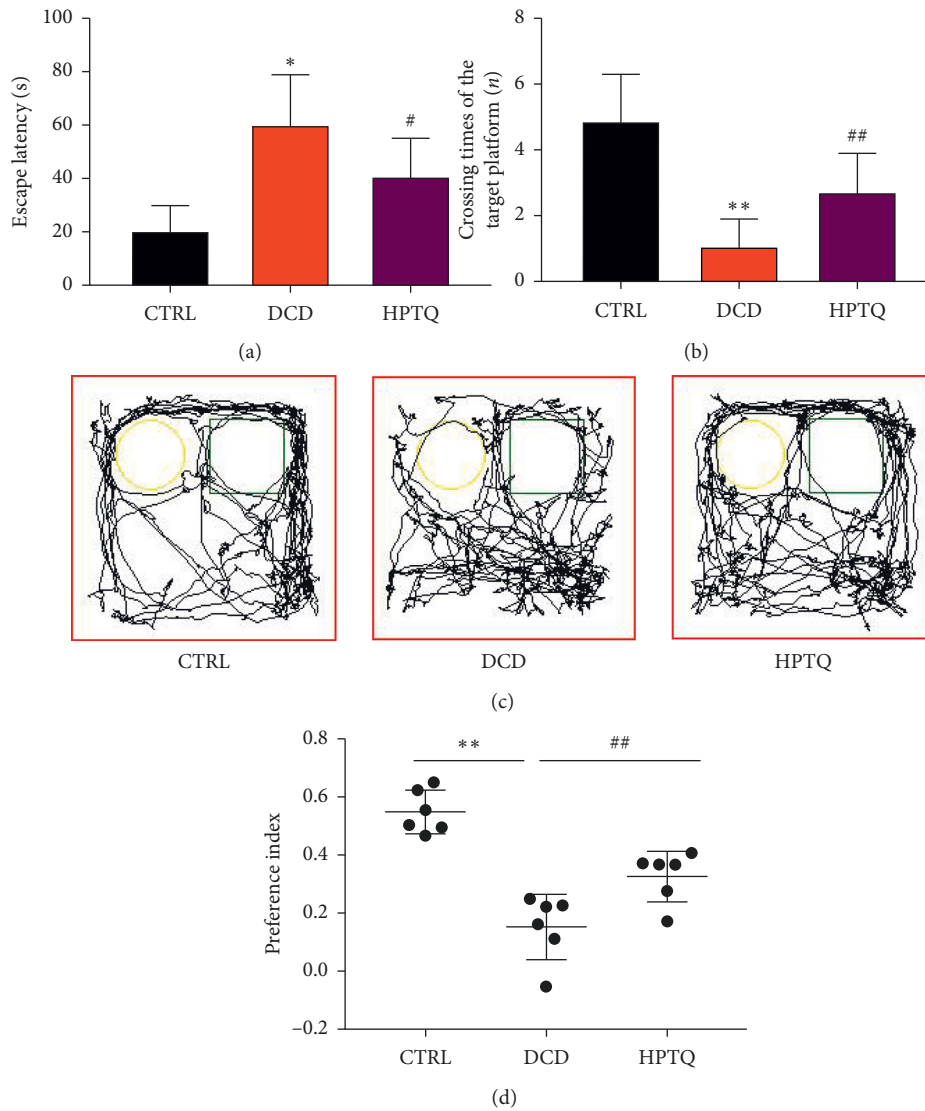 100
80
60
40
20
0
Escape latency (s)
*
#
CTRL DCD HPTQ
(a)
8
6
4
2
0
Crossing times of the
target platform (n)
**
##
CTRL DCD HPTQ
(b)
CTRL DCD HPTQ
(c)
0.8
0.6
0.4
0.2
0.0
–0.2
Preference index
**
##
CTRL DCD HPTQ
(d)